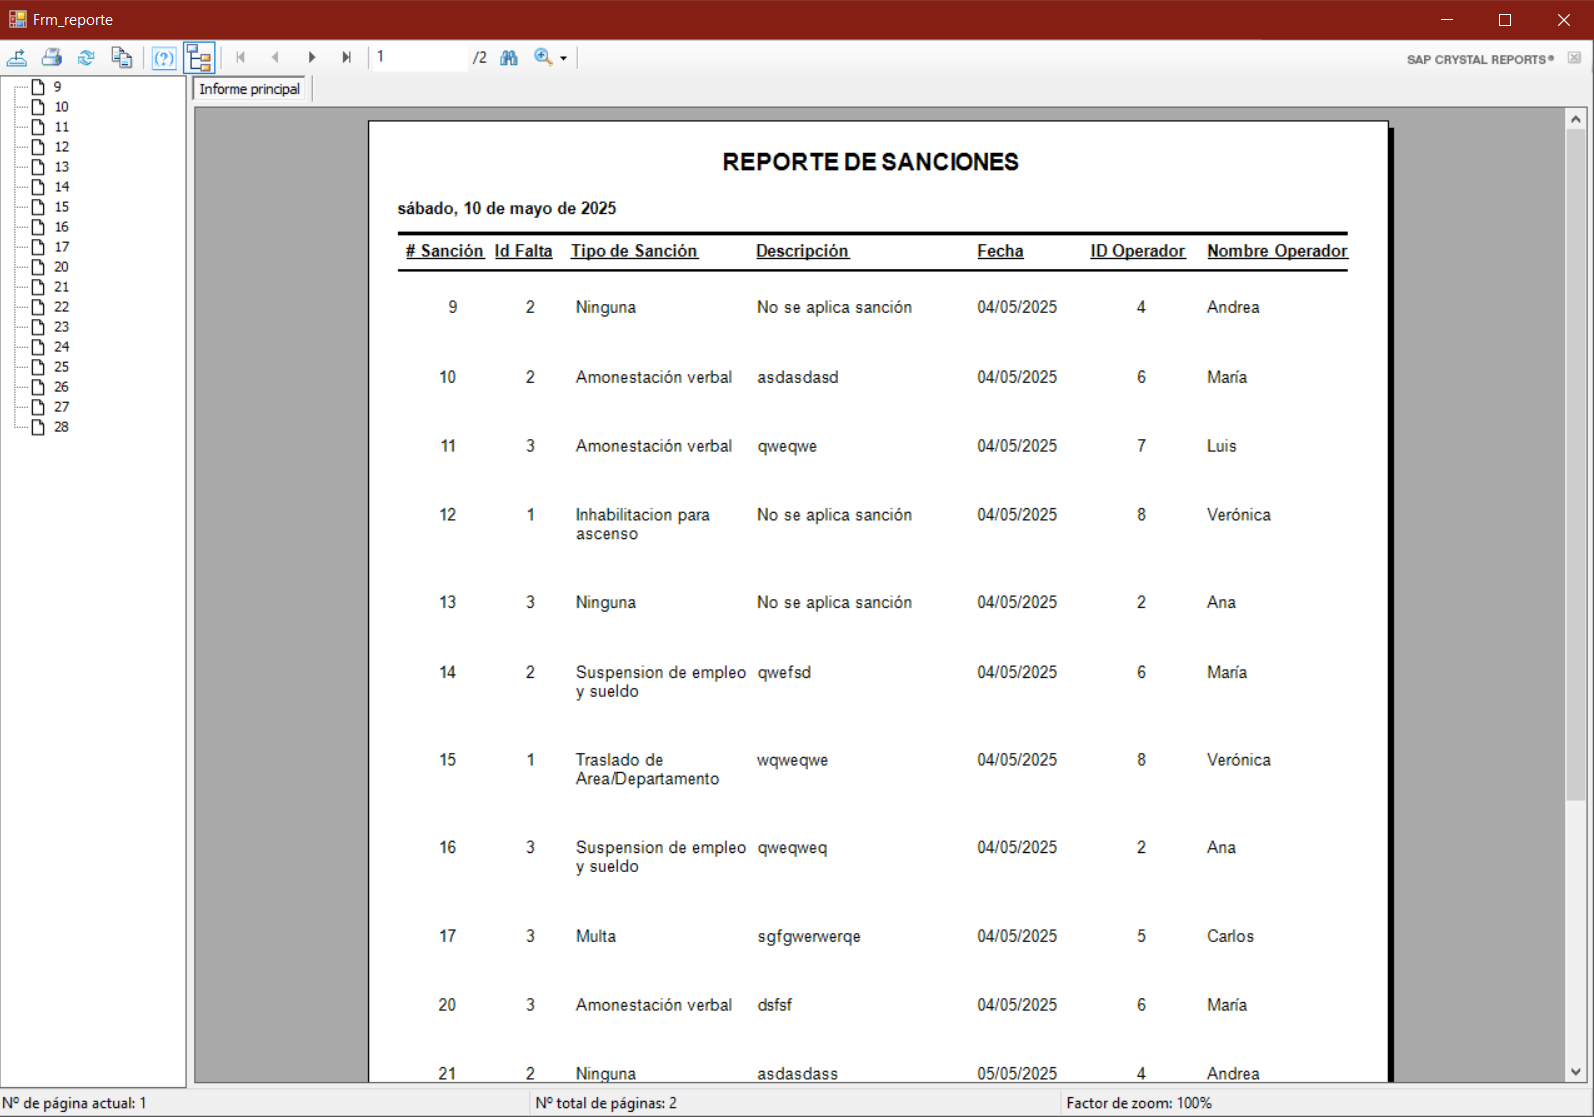 Frm_reporte
1 /2
SAP CRYSTAL REPORTS®
9
10
11
12
13
14
15
16
17
20
21
22
23
24
25
26
27
28
Informe principal
REPORTE DE SANCIONES
sábado, 10 de mayo de 2025
# Sanción Id Falta Tipo de Sanción Descripción Fecha ID Operador Nombre Operador
9 2 Ninguna No se aplica sanción 04/05/2025 4 Andrea
10 2 Amonestación verbal asdasdasd 04/05/2025 6 María
11 3 Amonestación verbal qweqwe 04/05/2025 7 Luis
12 1 Inhabilitacion para No se aplica sanción 04/05/2025 8 Verónica
ascenso
13 3 Ninguna No se aplica sanción 04/05/2025 2 Ana
14 2 Suspension de empleo qwefsd 04/05/2025 6 María
y sueldo
15 1 Traslado de wqweqwe 04/05/2025 8 Verónica
Area/Departamento
16 3 Suspension de empleo qweqweq 04/05/2025 2 Ana
y sueldo
17 3 Multa sgfgwerwerqe 04/05/2025 5 Carlos
20 3 Amonestación verbal dsfsf 04/05/2025 6 María
21 2 Ninguna asdasdass 05/05/2025 4 Andrea
Nº de página actual: 1 Nº total de páginas: 2 Factor de zoom: 100%